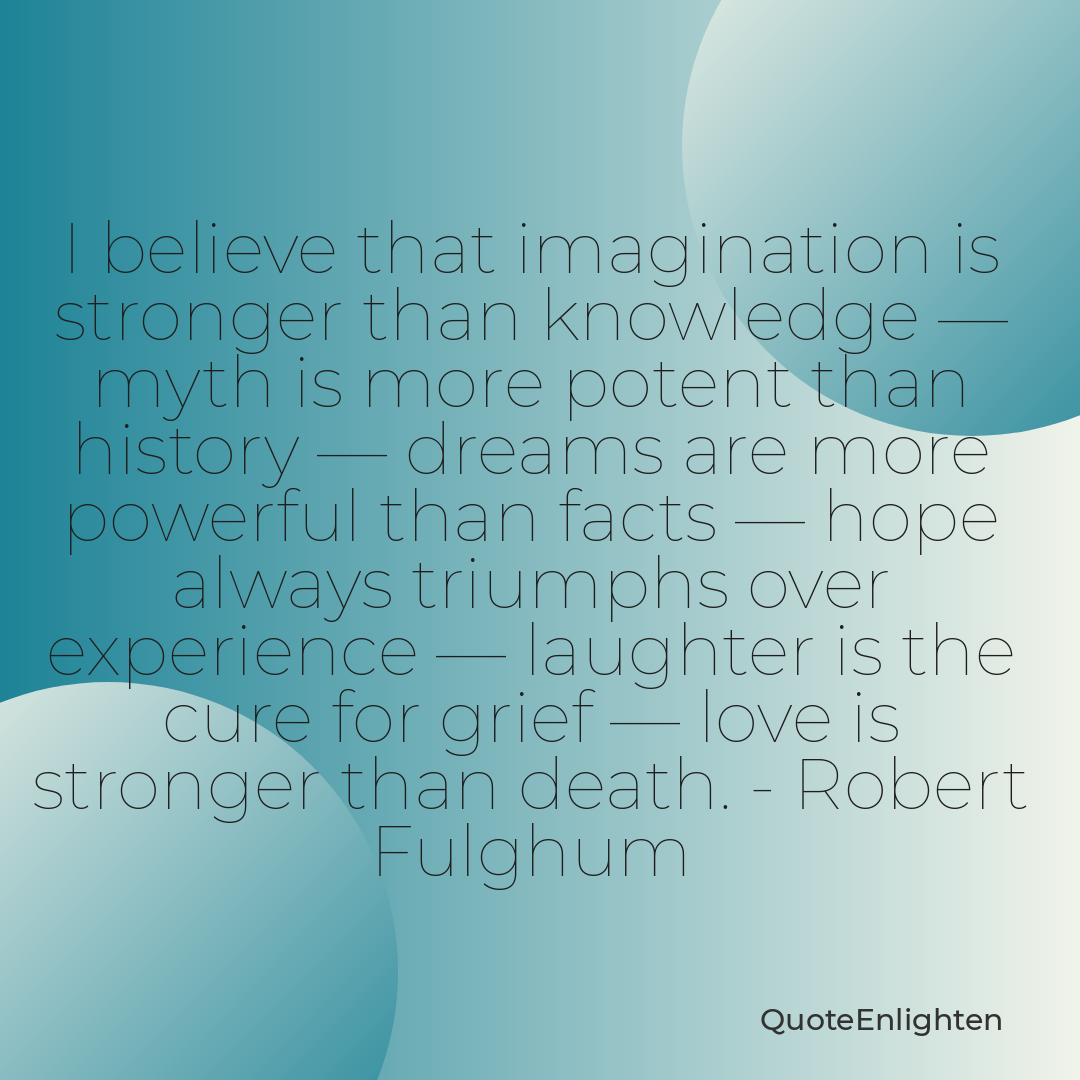 I believe that imagination is
stronger than knowledge —
myth is more potent than
history — dreams are more
powerful than facts — hope
always triumphs over
experience — laughter is the
cure for grief — love is
stronger than death. - Robert
Fulghum
QuoteEnlighten